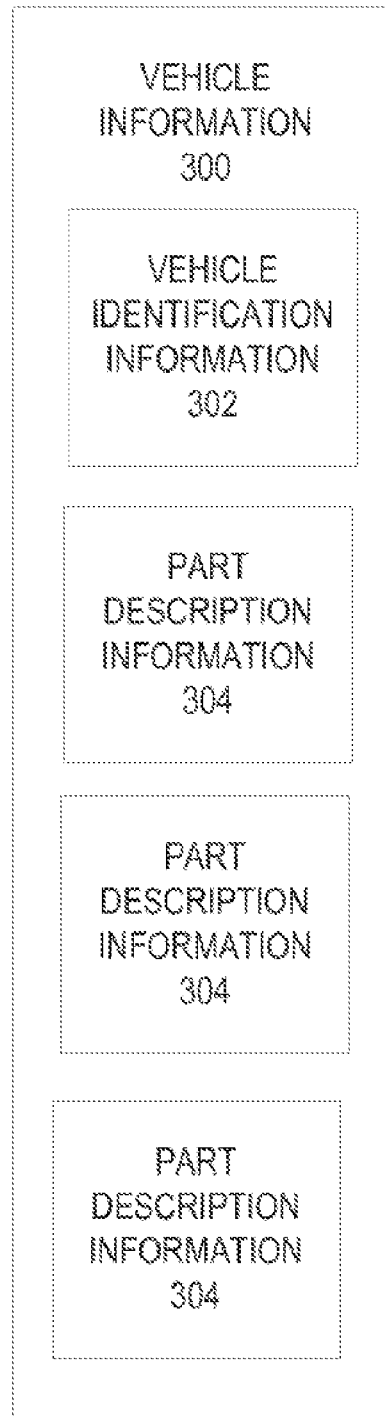 VEHICLE
INFORMATION
300
VEHICLE
IDENTIFICATION
INFORMATION
302
PART
DESCRIPTION
INFORMATION
304
PART
DESCRIPTION
INFORMATION
304
PART
DESCRIPTION
INFORMATION
304